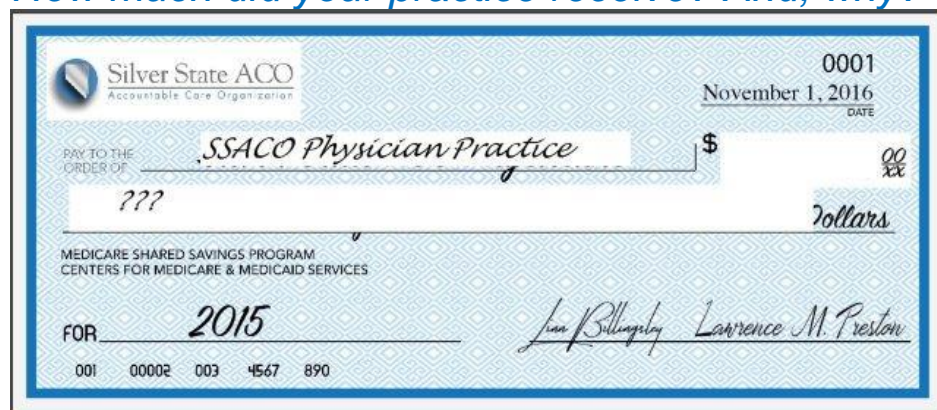 How much did your practice receive? And, why?
Silver State ACO
Accountable Care Organization
0001
November 1, 2016
DATE
PAY TO THE
ORDER OF
SSACO Physician Practice
$
00
xx
???
Dollars
MEDICARE SHARED SAVINGS PROGRAM
CENTERS FOR MEDICARE & MEDICAID SERVICES
FOR 2015
Lawrence M. Preston
001 00002 003 4567 890